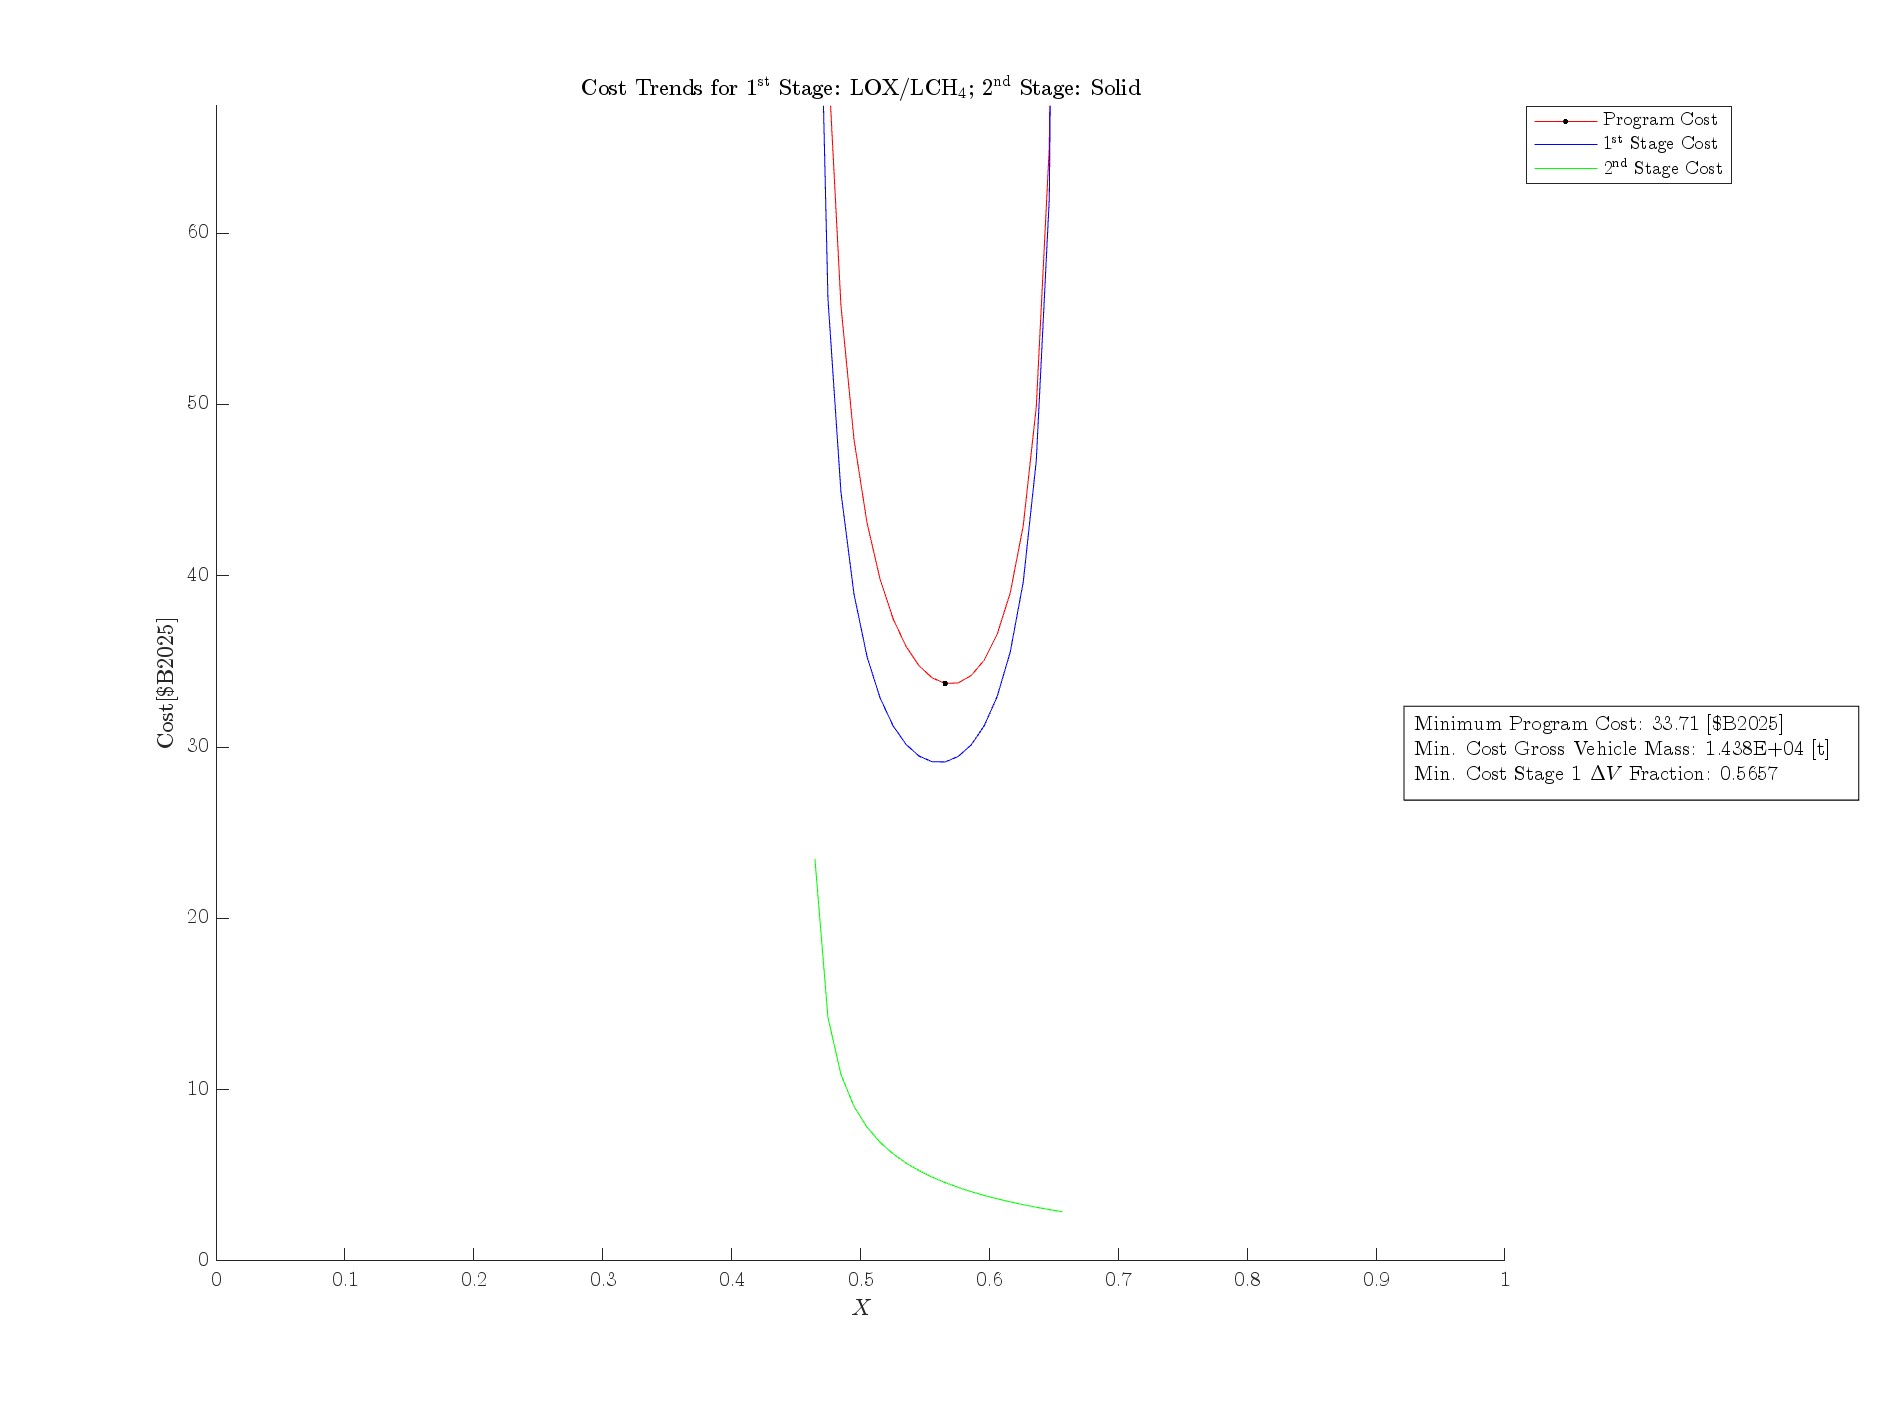 Cost Trends for 1st Stage: LOX/LCH₄; 2nd Stage: Solid
Program Cost
1st Stage Cost
2nd Stage Cost
60
50
40
30
20
10
0
Cost[$B2025]
Minimum Program Cost: 33.71 [$B2025]
Min. Cost Gross Vehicle Mass: 1.438E+04 [t]
Min. Cost Stage 1 ΔV Fraction: 0.5657
0 0.1 0.2 0.3 0.4 0.5 0.6 0.7 0.8 0.9 1
X